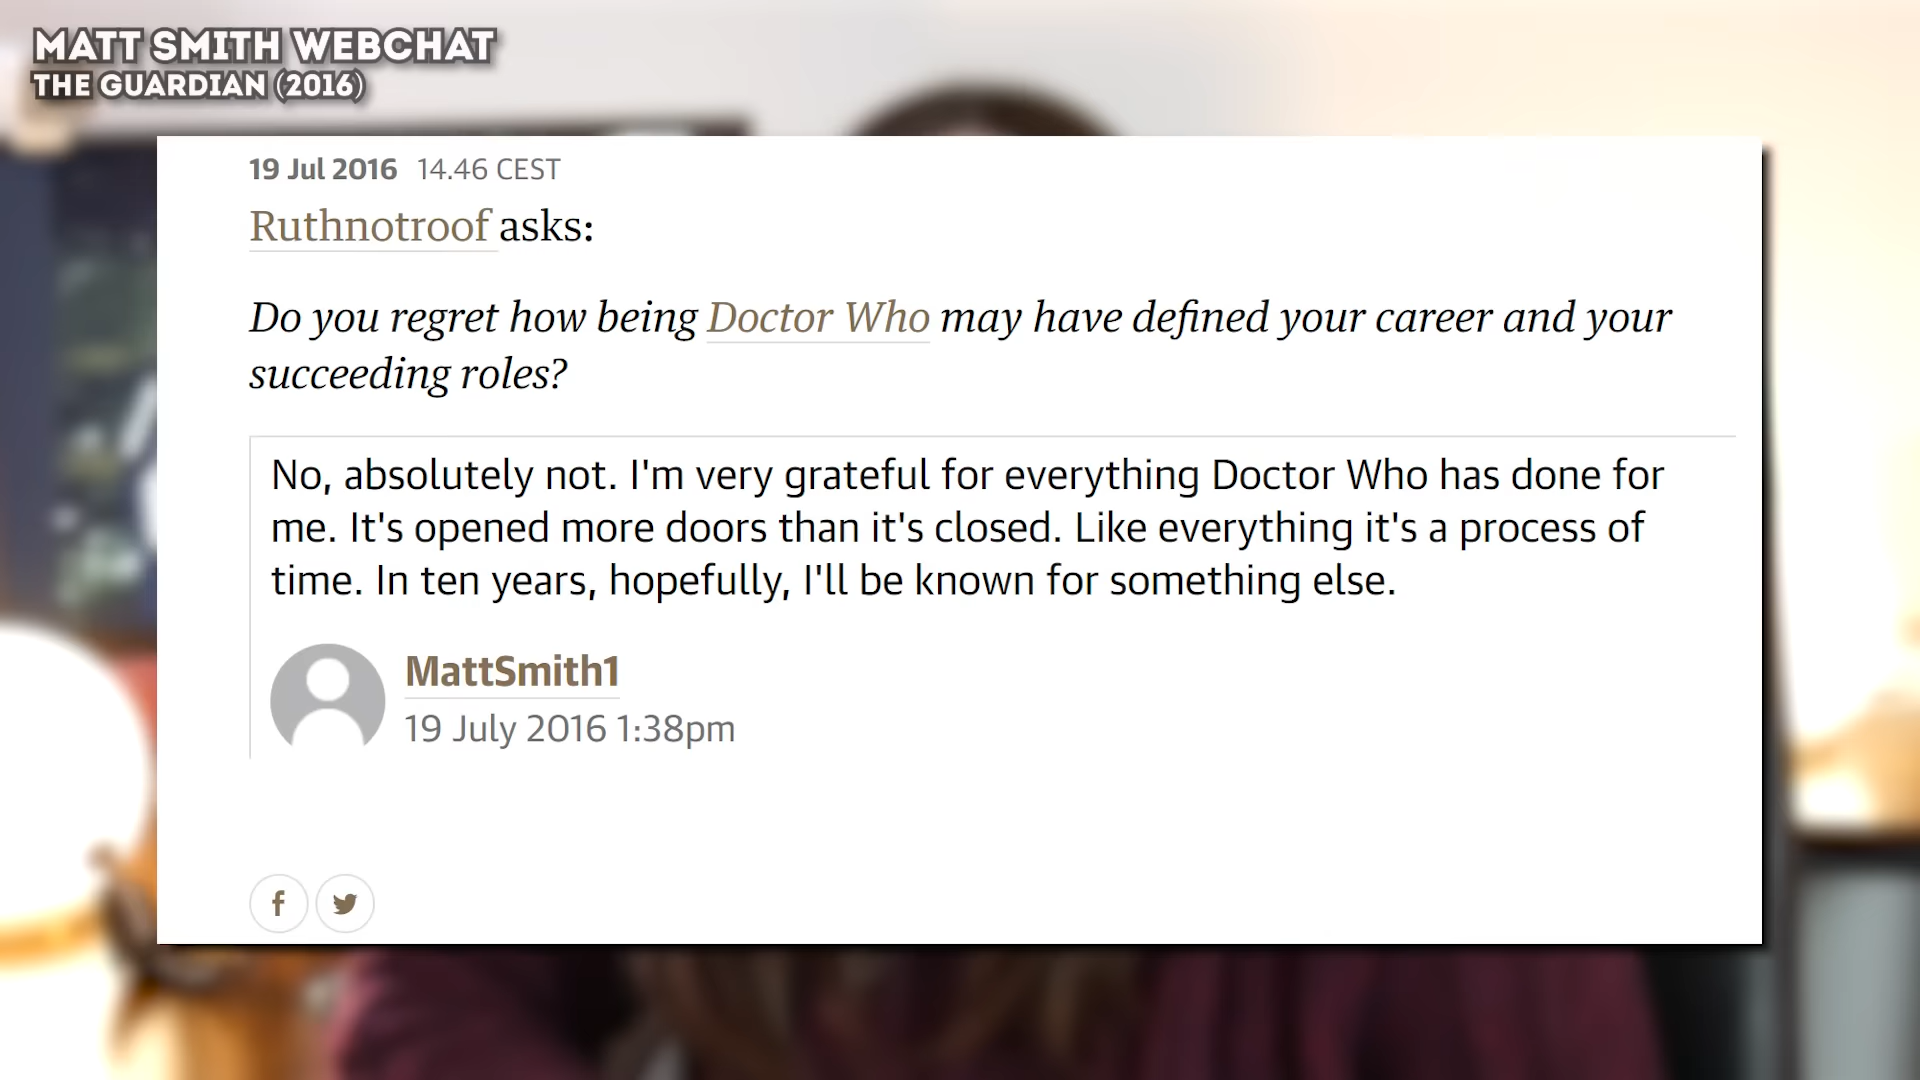 MATT SMITH WEBCHAT
THE GUARDIAN (2016)
19 Jul 2016 14.46 CEST
Ruthnotroof asks:
Do you regret how being Doctor Who may have defined your career and your
succeeding roles?
No, absolutely not. I'm very grateful for everything Doctor Who has done for
me. It's opened more doors than it's closed. Like everything it's a process of
time. In ten years, hopefully, I'll be known for something else.
MattSmith1
19 July 2016 1:38pm